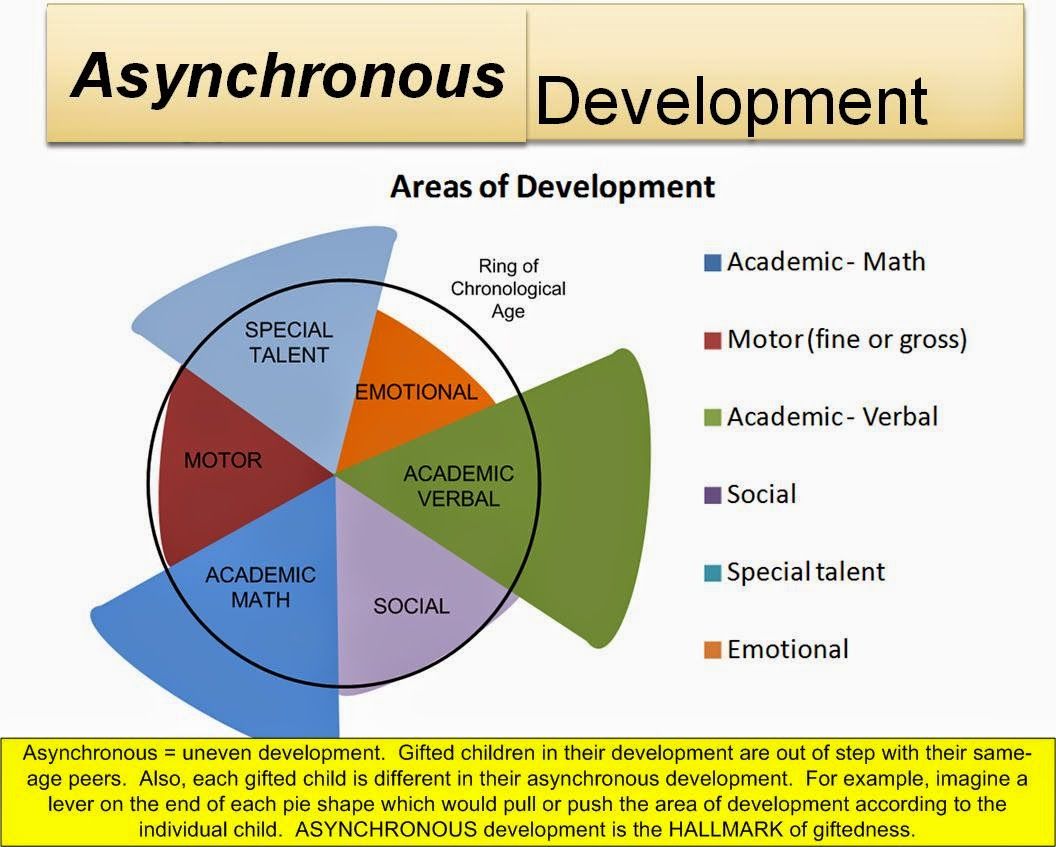 Asynchronous Development
Areas of Development
Ring of
Chronological
Age
SPECIAL
TALENT
EMOTIONAL
MOTOR
ACADEMIC
VERBAL
ACADEMIC
MATH
SOCIAL
Academic - Math
Motor (fine or gross)
Academic - Verbal
Social
Special talent
Emotional
Asynchronous = uneven development.  Gifted children in their development are out of step with their same-
age peers.  Also, each gifted child is different in their asynchronous development.  For example, imagine a
lever on the end of each pie shape which would pull or push the area of development according to the
individual child.  ASYNCHRONOUS development is the HALLMARK of giftedness.